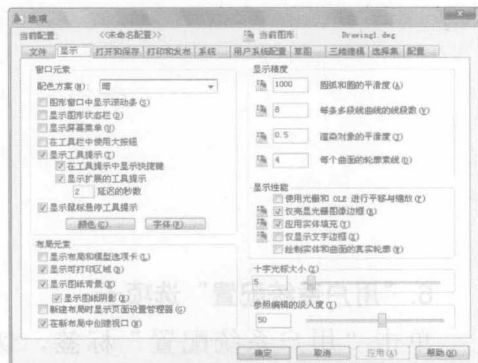 选项
当前配置: <<未命名配置>> 当前图形: Drawing1.dwg
文件 显示 打开和保存 打印和发布 系统 用户系统配置 草图 三维建模 选择集 配置
窗口元素
配色方案(M): 暗
图形窗口中显示滚动条(S)
显示图形状态栏(D)
显示屏幕菜单(U)
在工具栏中使用大按钮
显示工具提示(T)
在工具提示中显示快捷键
显示扩展的工具提示
2 延迟的秒数
显示鼠标悬停工具提示
颜色(C)... 字体(F)...
布局元素
显示布局和模型选项卡(L)
显示可打印区域(B)
显示图纸背景(K)
显示图纸阴影(E)
新建布局时显示页面设置管理器(G)
在新布局中创建视口(N)
显示精度
1000 圆弧和圆的平滑度(A)
8 每条多段线曲线的线段数(V)
0.5 渲染对象的平滑度(J)
4 每个曲面的轮廓素线(O)
显示性能
使用光栅和 OLE 进行平移与缩放(P)
仅亮显光栅图像边框(R)
应用实体填充(Y)
仅显示文字边框(X)
绘制实体和曲面的真实轮廓(W)
十字光标大小(Z)
5
参照编辑的淡入度(I)
50
确定 取消 应用(A) 帮助(H)